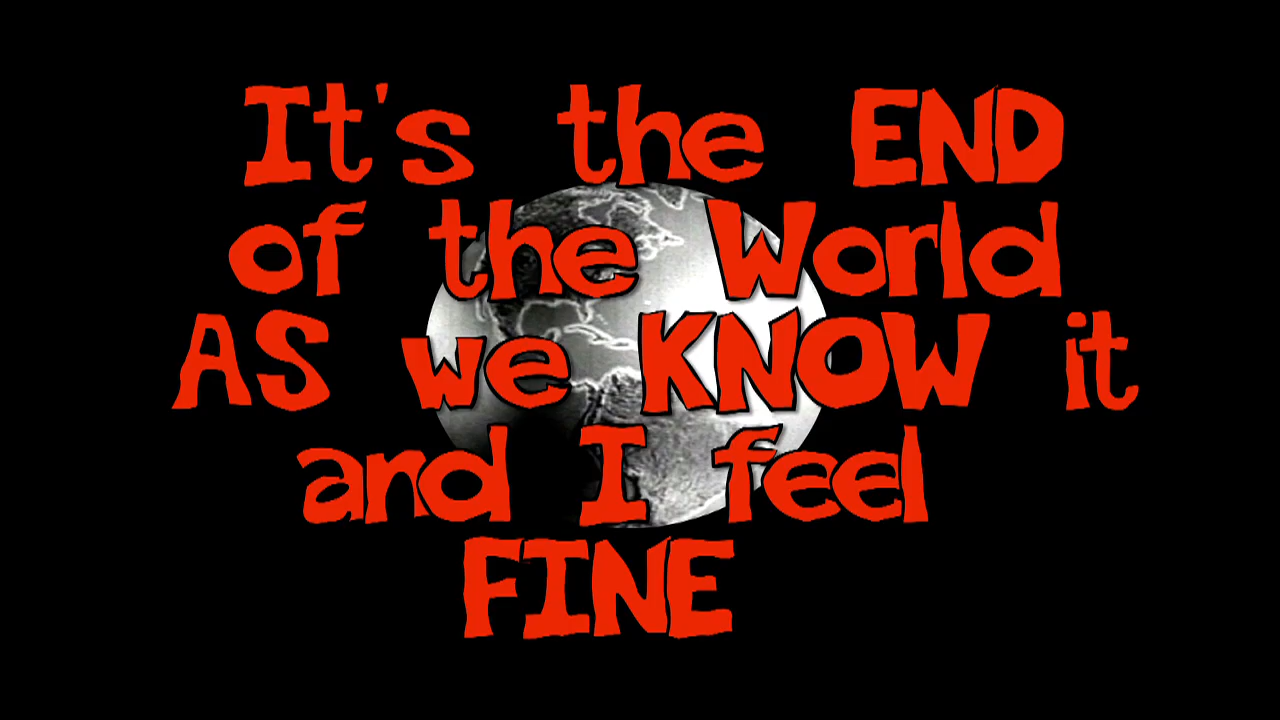 It's the END
of the World
AS we KNOW it
and I feel
FINE